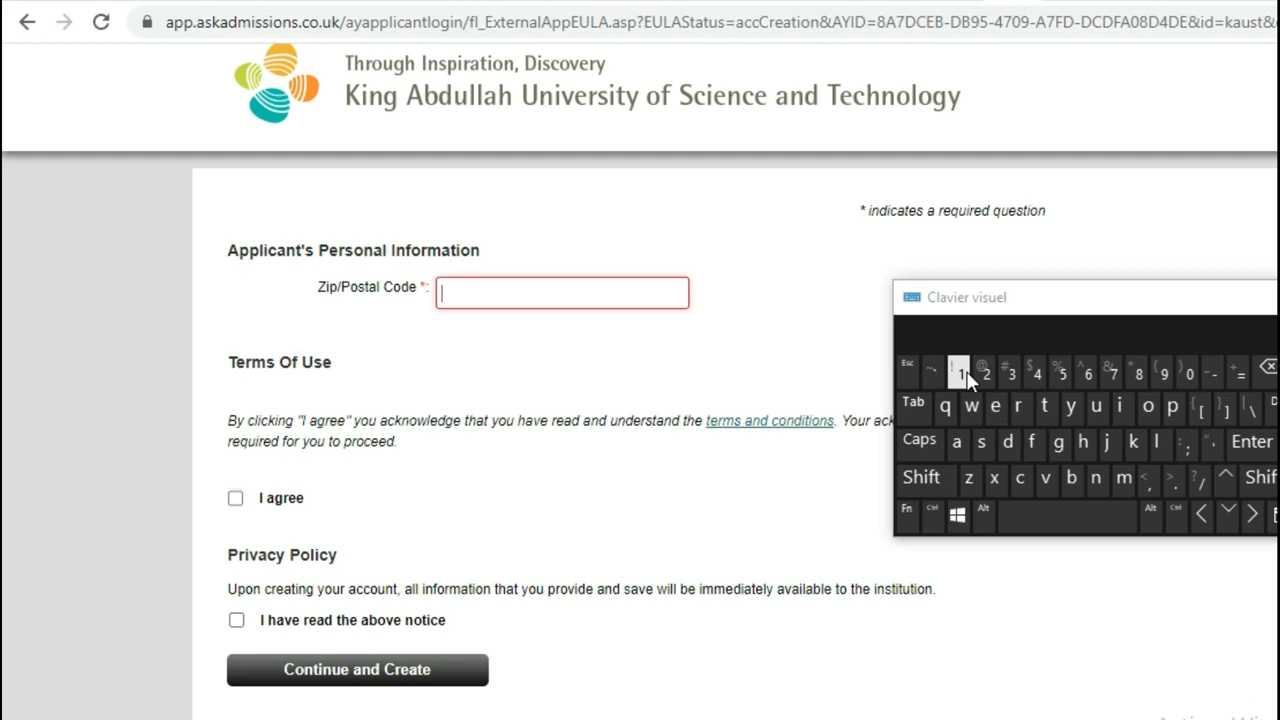 app.askadmissions.co.uk/ayapplicantlogin/fl_ExternalAppEULA.asp?EULAStatus=accCreation&AYID=8A7DCEB-DB95-4709-A7FD-DCDFA08D4DE&id=kaust&
Through Inspiration, Discovery
King Abdullah University of Science and Technology
* indicates a required question
Applicant's Personal Information
Zip/Postal Code *:
Clavier visuel
Terms Of Use
Esc ~ ` ! 1 @ 2 # 3 $ 4 % 5 ^ 6 & 7 * 8 ( 9 ) 0 _ - + =
Tab q w e r t y u i o p { [ } ] | \
By clicking "I agree" you acknowledge that you have read and understand the terms and conditions. Your
required for you to proceed.
Caps a s d f g h j k l : ; " ' Enter
Shift z x c v b n m < , > . ? / ^
Fn Ctrl Alt Alt Ctrl
I agree
Privacy Policy
Upon creating your account, all information that you provide and save will be immediately available to the institution.
I have read the above notice
Continue and Create